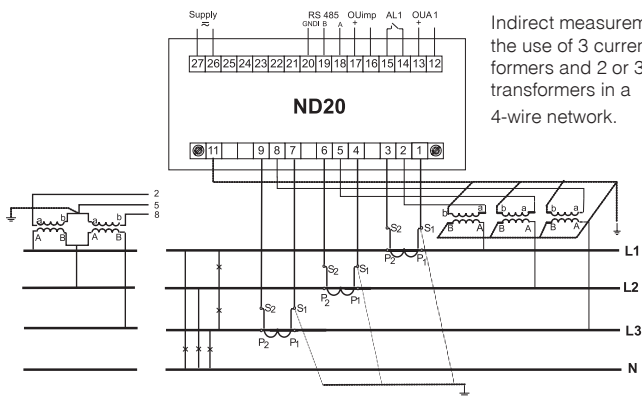 Supply
RS 485
OUimp
AL1
OUA 1
GNDI B A + +
27 26 25 24 23 22 21 20 19 18 17 16 15 14 13 12
ND20
11 9 8 7 6 5 4 3 2 1
Indirect measurem
the use of 3 curren
formers and 2 or 3
transformers in a
4-wire network.
2
5
8
a b b
A B A B
b a b a b a
B A B A B A
S2 S1
P2 P1
L1
S2 S1
P2 P1
L2
S2 S1
P2 P1
L3
N